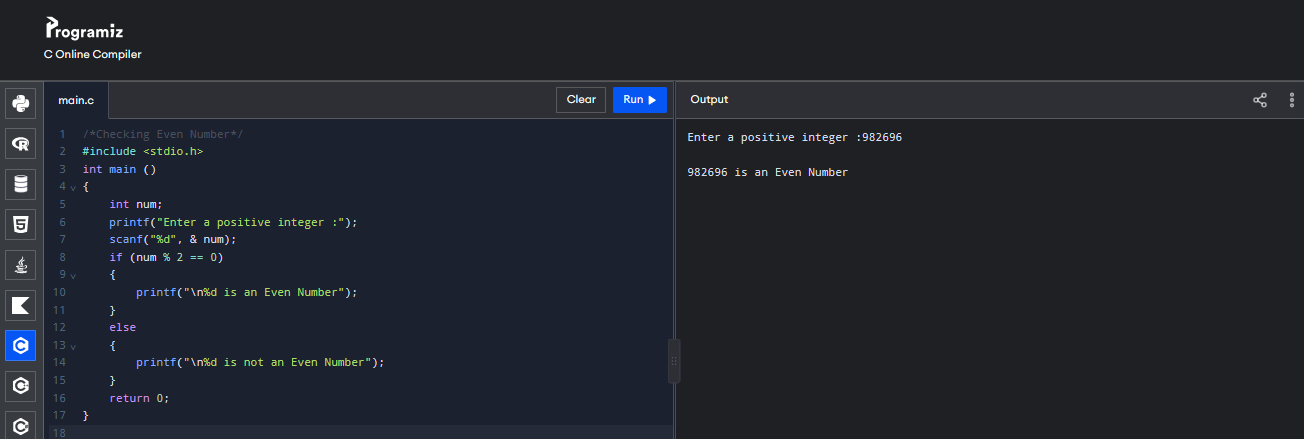 Programiz
C Online Compiler
main.c
Clear
Run
Output
1 /*Checking Even Number*/
2 #include <stdio.h>
3 int main ()
4 {
5 int num;
6 printf("Enter a positive integer :");
7 scanf("%d", & num);
8 if (num % 2 == 0)
9 {
10 printf("\n%d is an Even Number");
11 }
12 else
13 {
14 printf("\n%d is not an Even Number");
15 }
16 return 0;
17 }
18
Enter a positive integer :982696
982696 is an Even Number